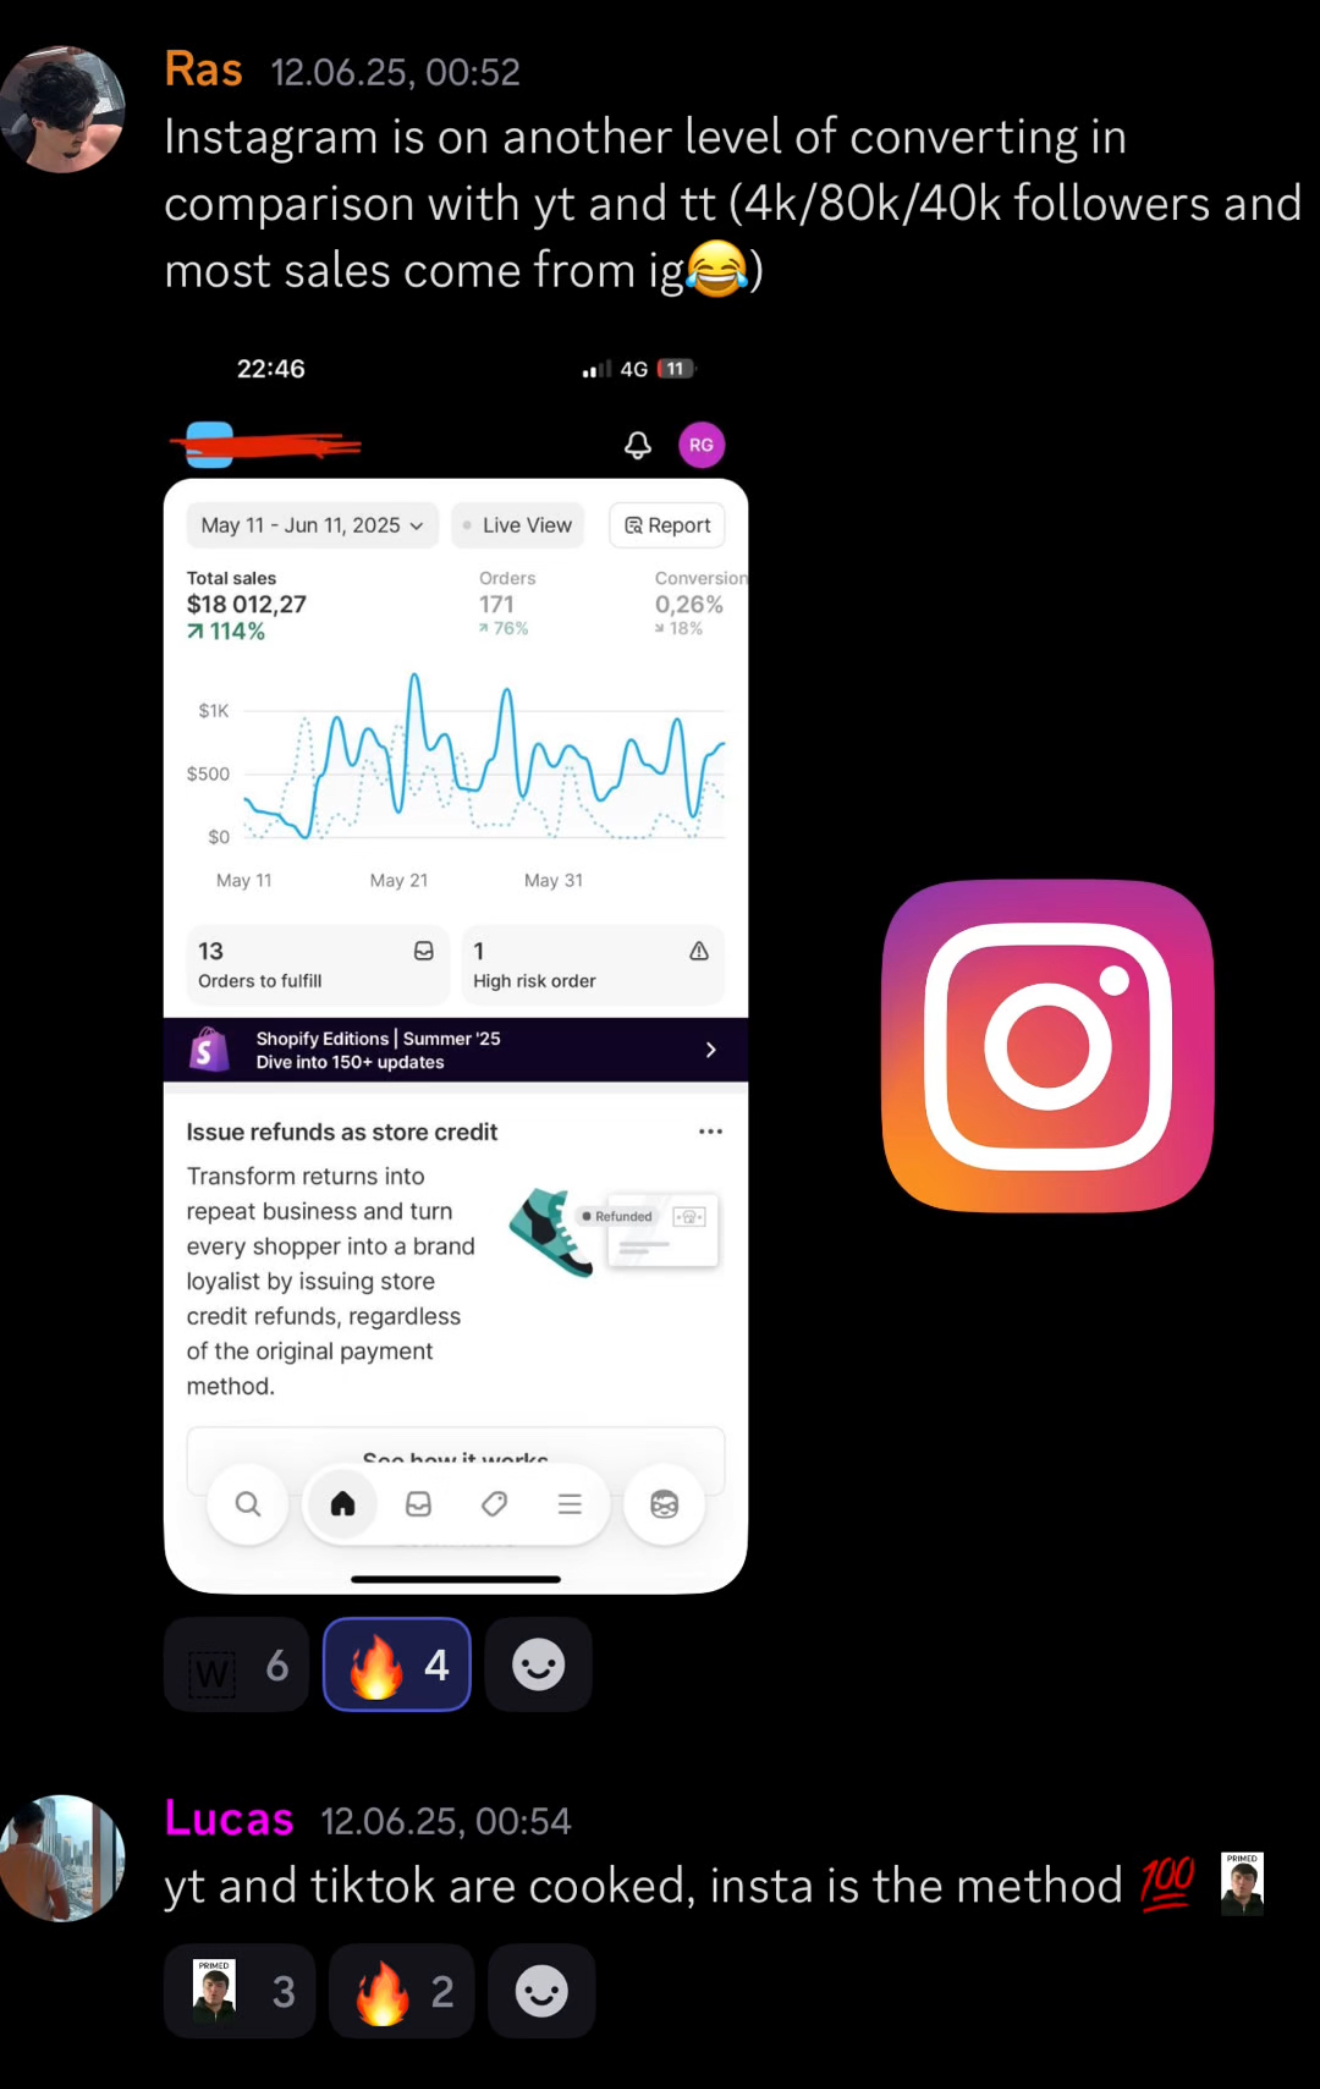 Ras 12.06.25, 00:52
Instagram is on another level of converting in
comparison with yt and tt (4k/80k/40k followers and
most sales come from ig😂)
22:46 4G 11
RG
May 11 - Jun 11, 2025 Live View Report
Total sales Orders Conversion
$18 012,27 171 0,26%
114% 76% 18%
$1K
$500
$0
May 11 May 21 May 31
13 1
Orders to fulfill High risk order
Shopify Editions | Summer '25
Dive into 150+ updates
Issue refunds as store credit
Transform returns into
repeat business and turn
every shopper into a brand
loyalist by issuing store
credit refunds, regardless
of the original payment
method.
Refunded
See how it works
W 6 🔥 4
Lucas 12.06.25, 00:54
yt and tiktok are cooked, insta is the method 💯 PRIMED
PRIMED 3 🔥 2